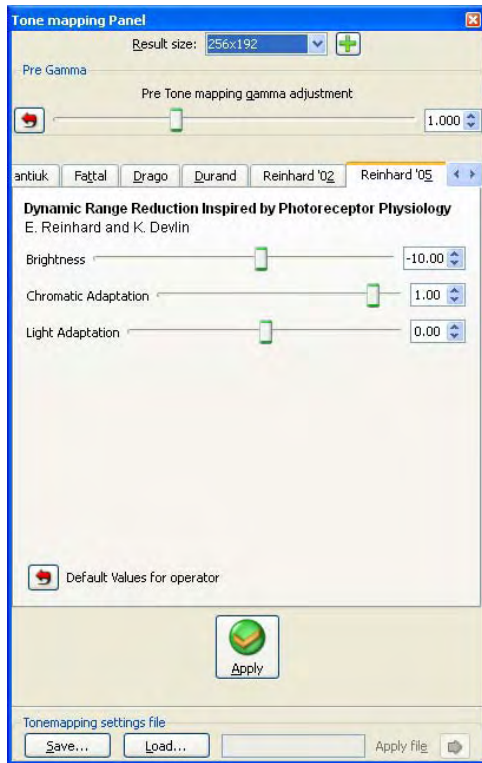 Tone mapping Panel
Result size: 256x192
Pre Gamma
Pre Tone mapping gamma adjustment
1.000
antiuk Fattal Drago Durand Reinhard '02 Reinhard '05
Dynamic Range Reduction Inspired by Photoreceptor Physiology
E. Reinhard and K. Devlin
Brightness -10.00
Chromatic Adaptation 1.00
Light Adaptation 0.00
Default Values for operator
Apply
Tonemapping settings file
Save... Load... Apply file